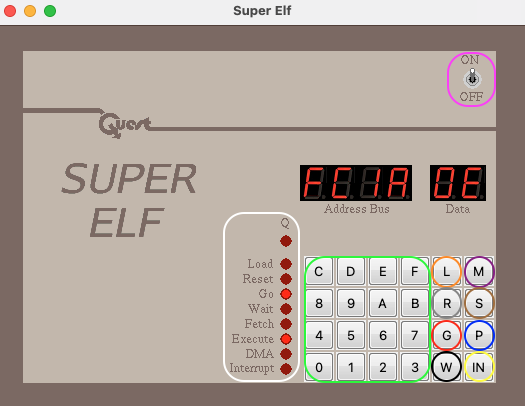 Super Elf
ON
OFF
Quest
SUPER
ELF
FC1A
0E
Address Bus
Data
Q
Load
Reset
Go
Wait
Fetch
Execute
DMA
Interrupt
C D E F L M
8 9 A B R S
4 5 6 7 G P
0 1 2 3 W IN